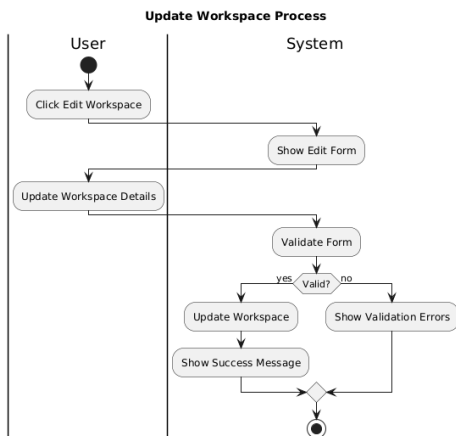 Update Workspace Process
User
System
Click Edit Workspace
Show Edit Form
Update Workspace Details
Validate Form
yes
Valid?
no
Update Workspace
Show Validation Errors
Show Success Message